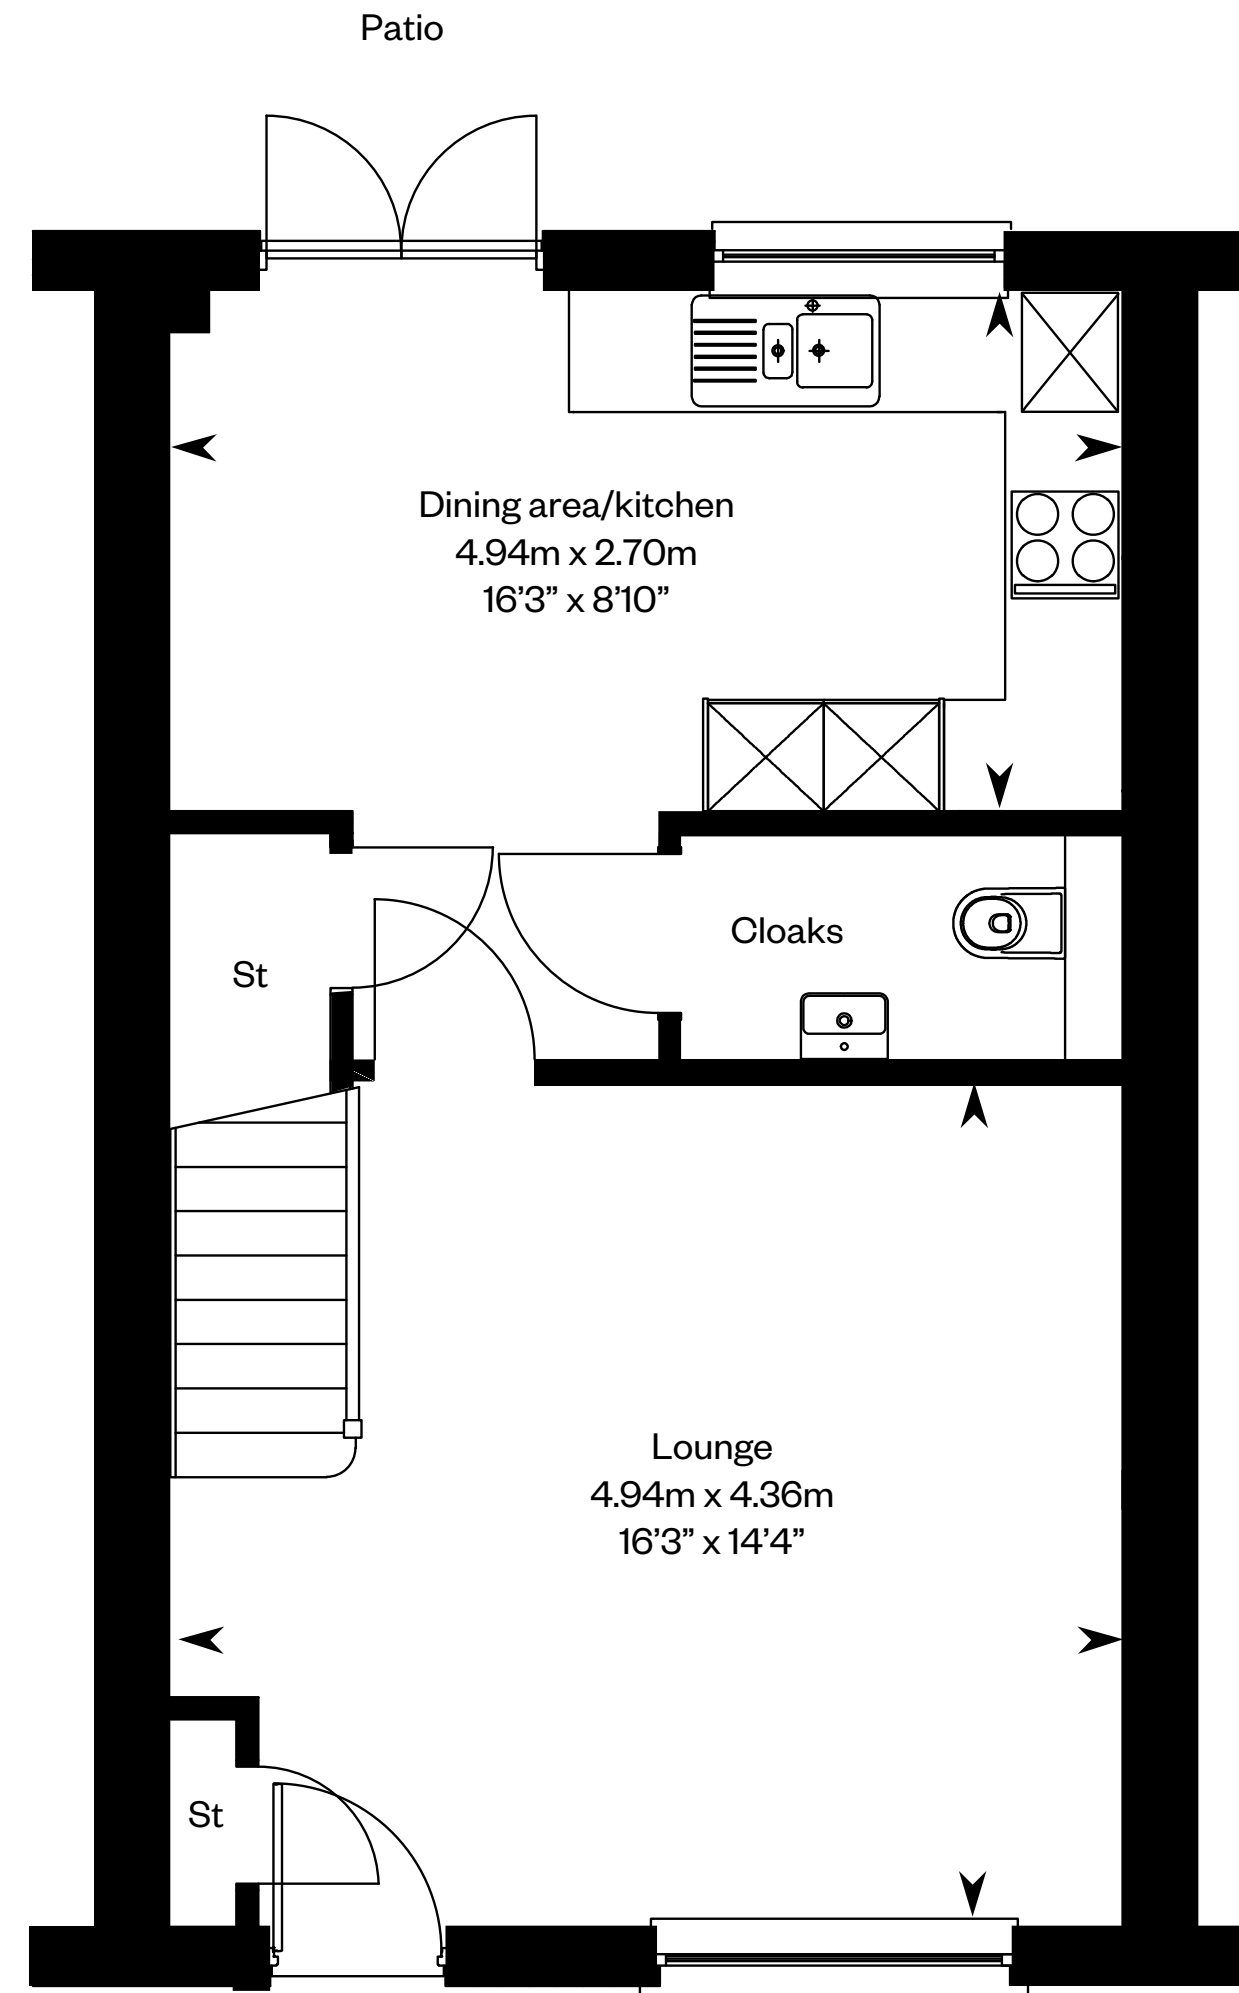 Patio
Dining area/kitchen
4.94m x 2.70m
16’3” x 8’10”
Cloaks
St
Lounge
4.94m x 4.36m
16’3” x 14’4”
St